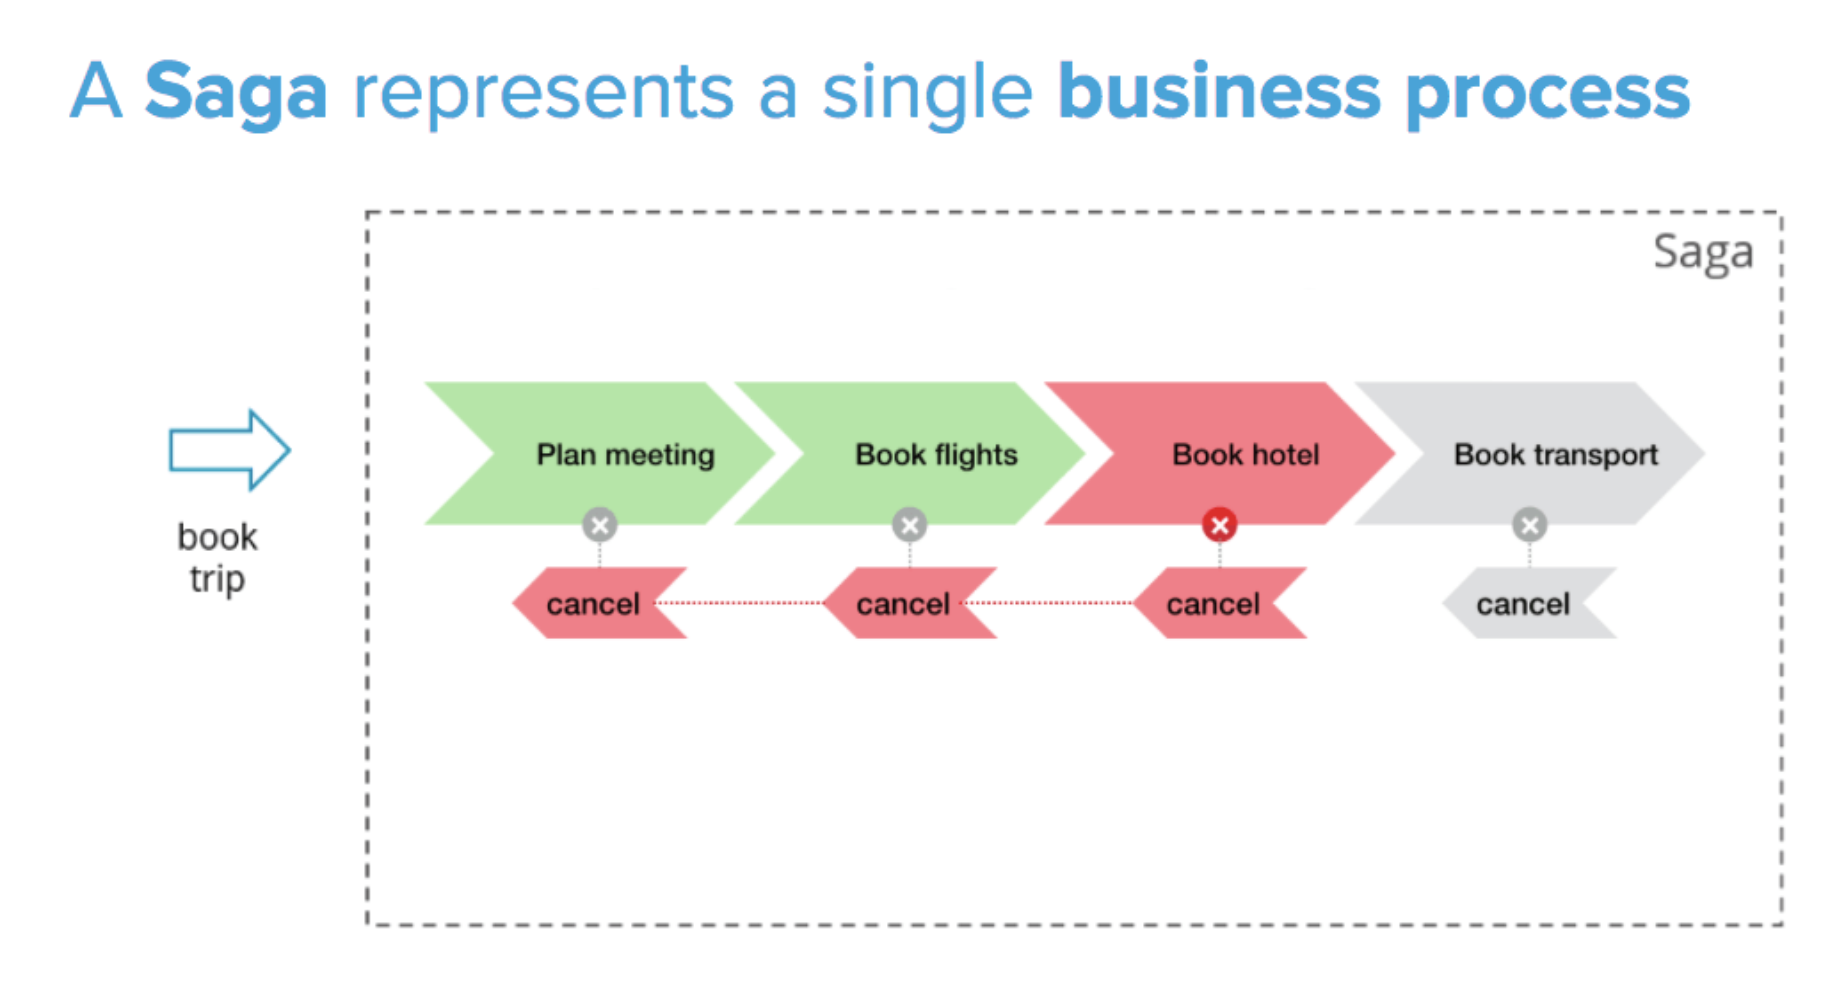 A Saga represents a single business process
Saga
Plan meeting
Book flights
Book hotel
Book transport
book
trip
cancel
cancel
cancel
cancel